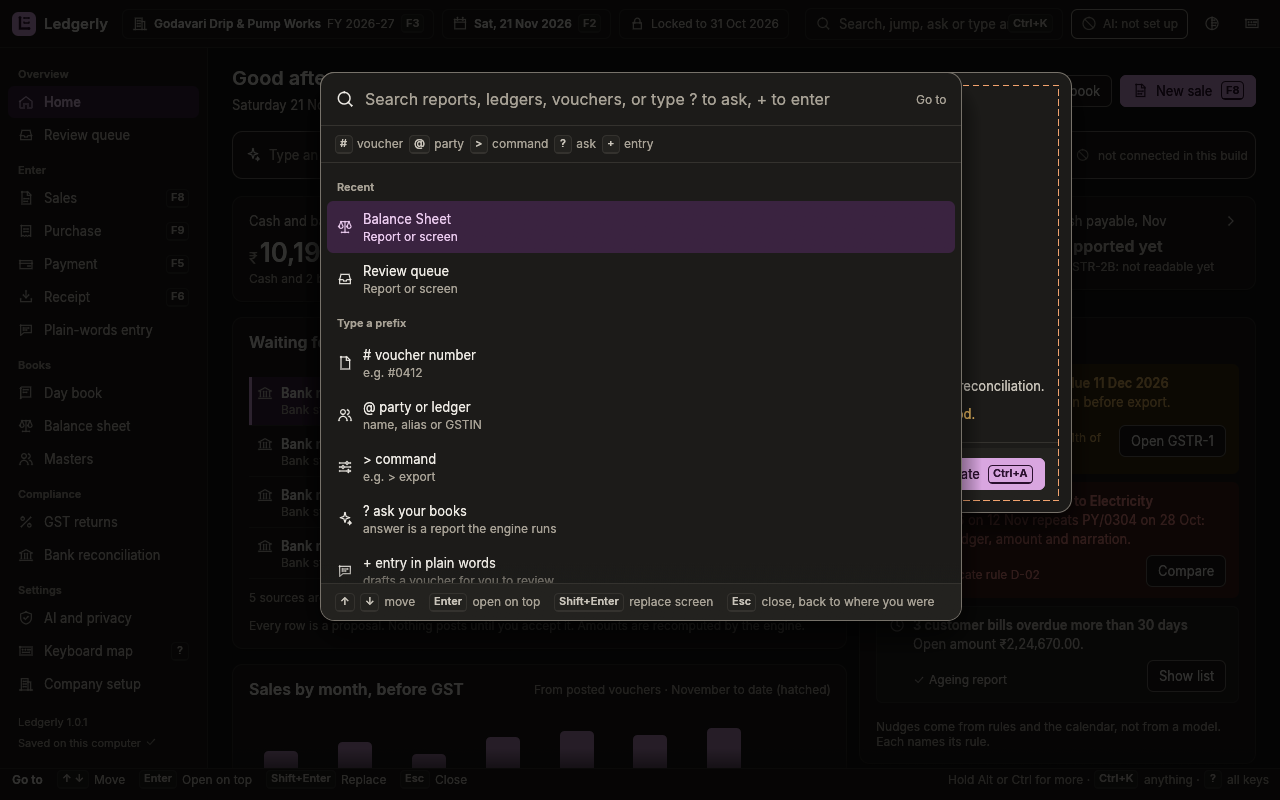 Ledgerly
Godavari Drip & Pump Works FY 2026-27 F3
Sat, 21 Nov 2026 F2
Locked to 31 Oct 2026
Search, jump, ask or type a Ctrl+K
AI: not set up
Overview
Home
Review queue
Enter
Sales F8
Purchase F9
Payment F5
Receipt F6
Plain-words entry
Books
Day book
Balance sheet
Masters
Compliance
GST returns
Bank reconciliation
Settings
AI and privacy
Keyboard map ?
Company setup
Ledgerly 1.0.1
Saved on this computer
Good afte
Saturday 21 No
book
New sale F8
Type an
not connected in this build
Cash and b
₹10,19
Cash and 2 b
h payable, Nov
pported yet
STR-2B: not readable yet
Search reports, ledgers, vouchers, or type ? to ask, + to enter
Go to
# voucher @ party > command ? ask + entry
Recent
Balance Sheet
Report or screen
Review queue
Report or screen
Type a prefix
# voucher number
e.g. #0412
@ party or ledger
name, alias or GSTIN
> command
e.g. > export
? ask your books
answer is a report the engine runs
+ entry in plain words
drafts a voucher for you to review
↑ ↓ move Enter open on top Shift+Enter replace screen Esc close, back to where you were
reconciliation.
od.
ate Ctrl+A
Waiting fo
Bank r
Bank s
Bank r
Bank s
Bank r
Bank s
Bank r
Bank s
5 sources ar
Every row is a proposal. Nothing posts until you accept it. Amounts are recomputed by the engine.
due 11 Dec 2026
n before export.
lth of
Open GSTR-1
to Electricity
on 12 Nov repeats PY/0304 on 28 Oct:
dger, amount and narration.
cate rule D-02
Compare
3 customer bills overdue more than 30 days
Open amount ₹2,24,670.00.
Ageing report
Show list
Nudges come from rules and the calendar, not from a model.
Each names its rule.
Sales by month, before GST
From posted vouchers · November to date (hatched)
Go to ↑↓ Move Enter Open on top Shift+Enter Replace Esc Close
Hold Alt or Ctrl for more · Ctrl+K anything · ? all keys